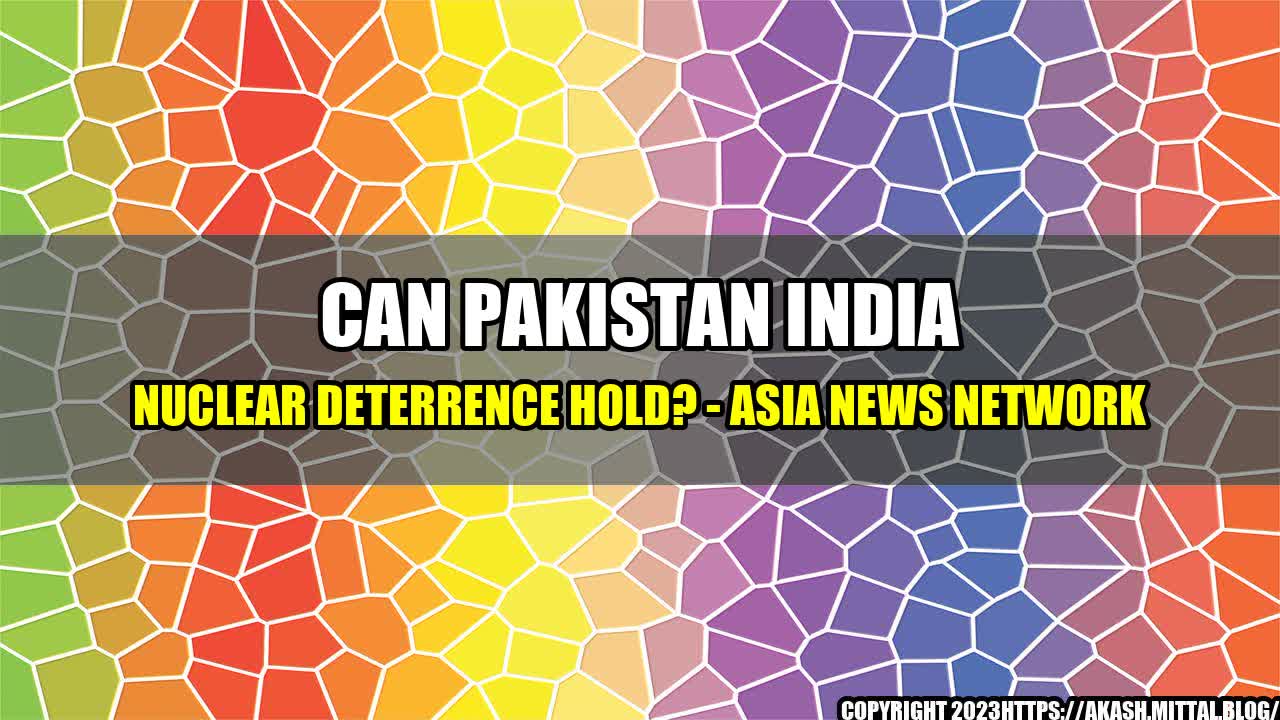 CAN PAKISTAN INDIA
NUCLEAR DETERRENCE HOLD? - ASIA NEWS NETWORK
COPYRIGHT 2023HTTPS://AKASH.MITTAL.BLOG/